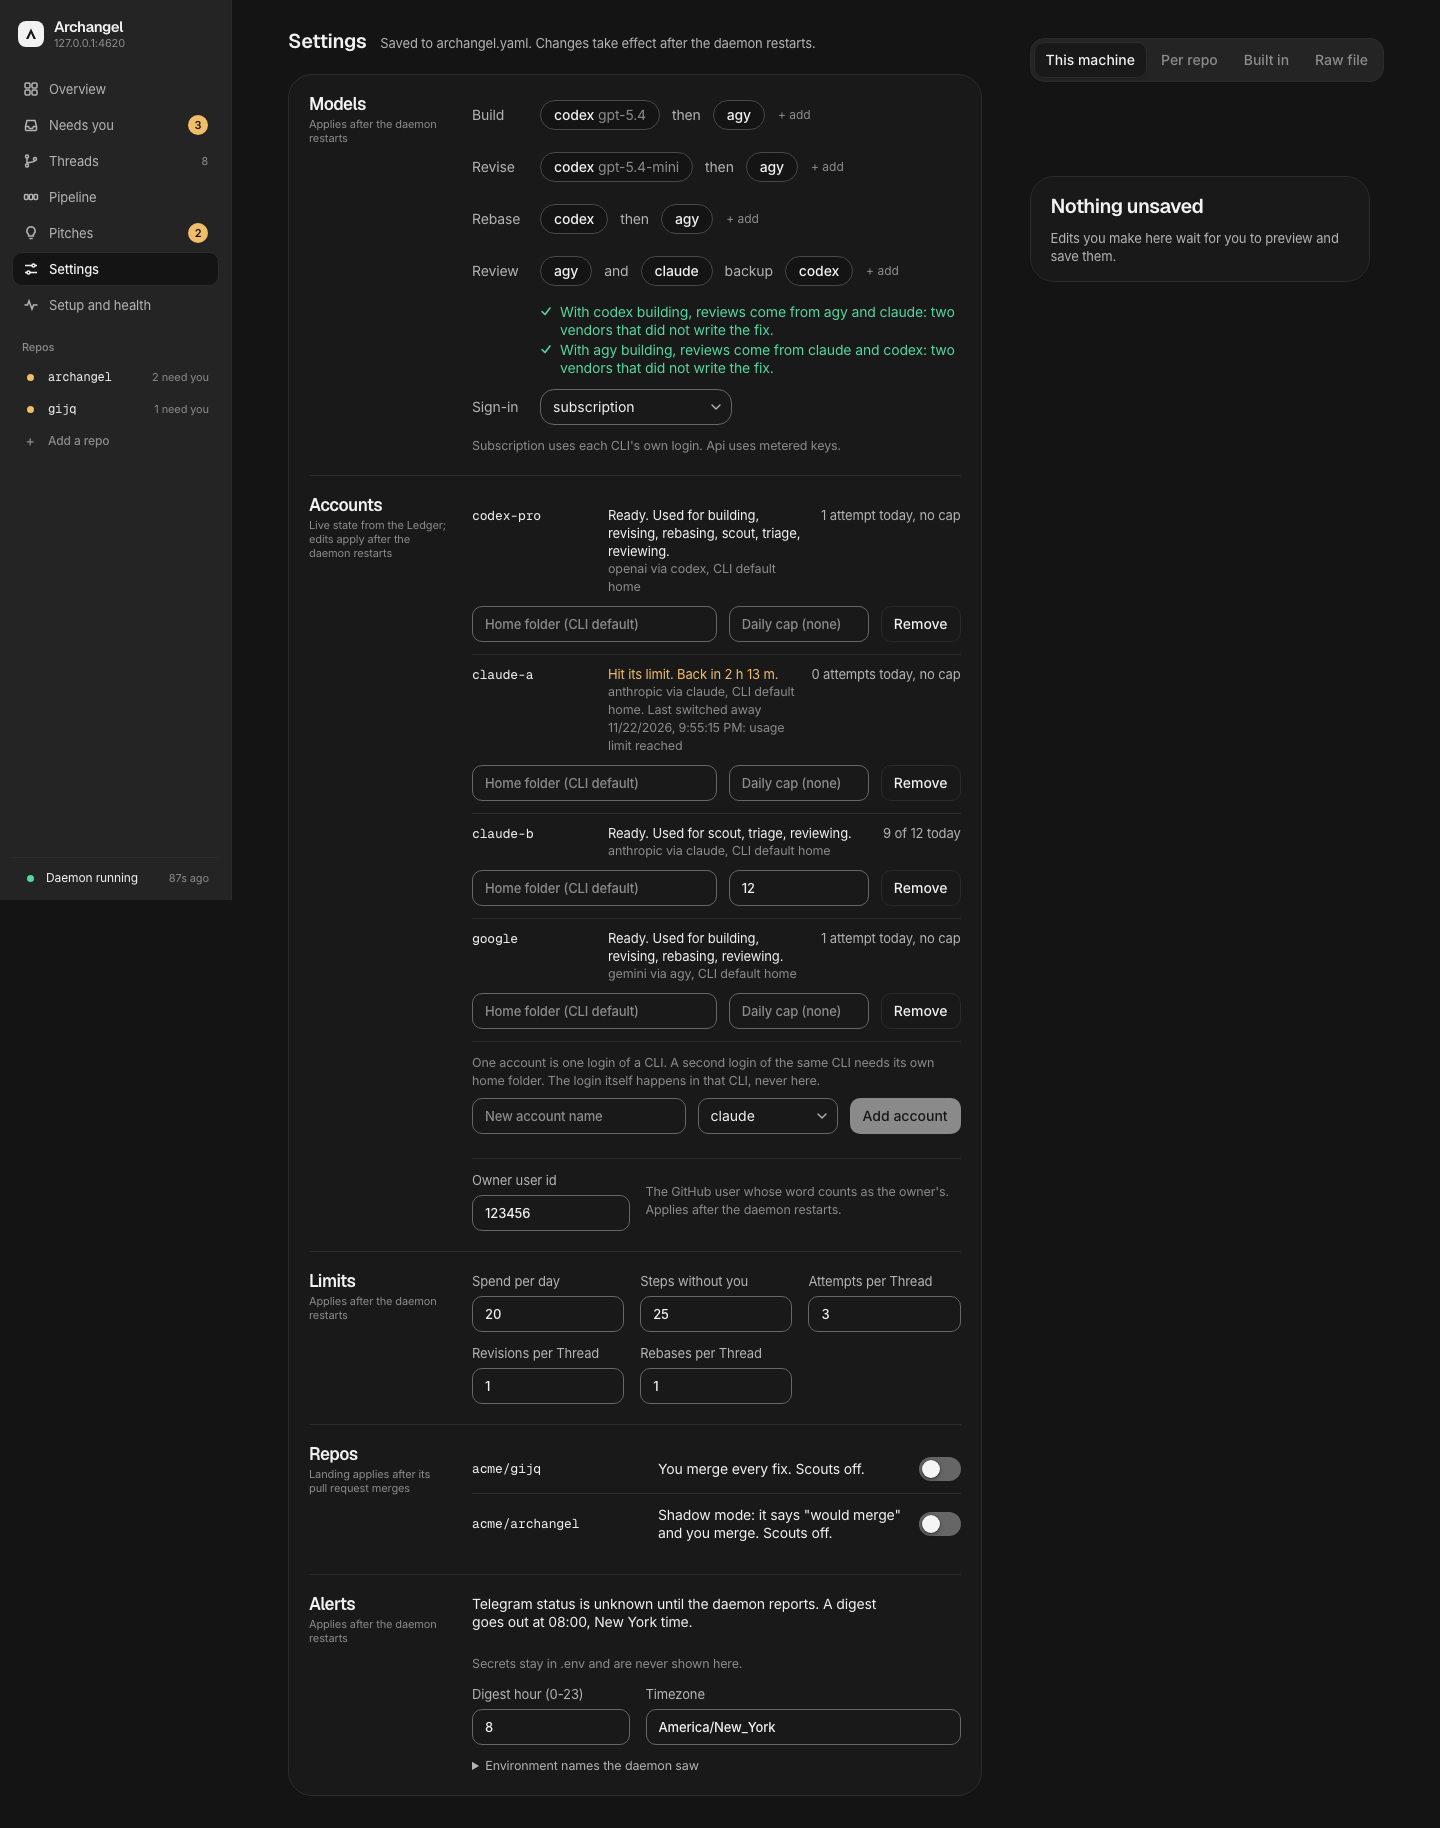 Archangel
127.0.0.1:4620
Overview
Needs you 3
Threads 8
Pipeline
Pitches 2
Settings
Setup and health
Repos
archangel 2 need you
gijq 1 need you
+ Add a repo
Daemon running 87s ago
Settings Saved to archangel.yaml. Changes take effect after the daemon restarts.
This machine Per repo Built in Raw file
Nothing unsaved
Edits you make here wait for you to preview and
save them.
Models
Applies after the daemon
restarts
Build codex gpt-5.4 then agy + add
Revise codex gpt-5.4-mini then agy + add
Rebase codex then agy + add
Review agy and claude backup codex + add
With codex building, reviews come from agy and claude: two
vendors that did not write the fix.
With agy building, reviews come from claude and codex: two
vendors that did not write the fix.
Sign-in subscription
Subscription uses each CLI's own login. Api uses metered keys.
Accounts
Live state from the Ledger;
edits apply after the
daemon restarts
codex-pro
Ready. Used for building,
revising, rebasing, scout, triage,
reviewing.
openai via codex, CLI default
home
1 attempt today, no cap
Home folder (CLI default) Daily cap (none) Remove
claude-a
Hit its limit. Back in 2 h 13 m.
anthropic via claude, CLI default
home. Last switched away
11/22/2026, 9:55:15 PM: usage
limit reached
0 attempts today, no cap
Home folder (CLI default) Daily cap (none) Remove
claude-b
Ready. Used for scout, triage, reviewing.
anthropic via claude, CLI default home
9 of 12 today
Home folder (CLI default) 12 Remove
google
Ready. Used for building,
revising, rebasing, reviewing.
gemini via agy, CLI default home
1 attempt today, no cap
Home folder (CLI default) Daily cap (none) Remove
One account is one login of a CLI. A second login of the same CLI needs its own
home folder. The login itself happens in that CLI, never here.
New account name claude Add account
Owner user id
123456
The GitHub user whose word counts as the owner's.
Applies after the daemon restarts.
Limits
Applies after the daemon
restarts
Spend per day Steps without you Attempts per Thread
20 25 3
Revisions per Thread Rebases per Thread
1 1
Repos
Landing applies after its
pull request merges
acme/gijq You merge every fix. Scouts off.
acme/archangel
Shadow mode: it says "would merge"
and you merge. Scouts off.
Alerts
Applies after the daemon
restarts
Telegram status is unknown until the daemon reports. A digest
goes out at 08:00, New York time.
Secrets stay in .env and are never shown here.
Digest hour (0-23) Timezone
8 America/New_York
Environment names the daemon saw